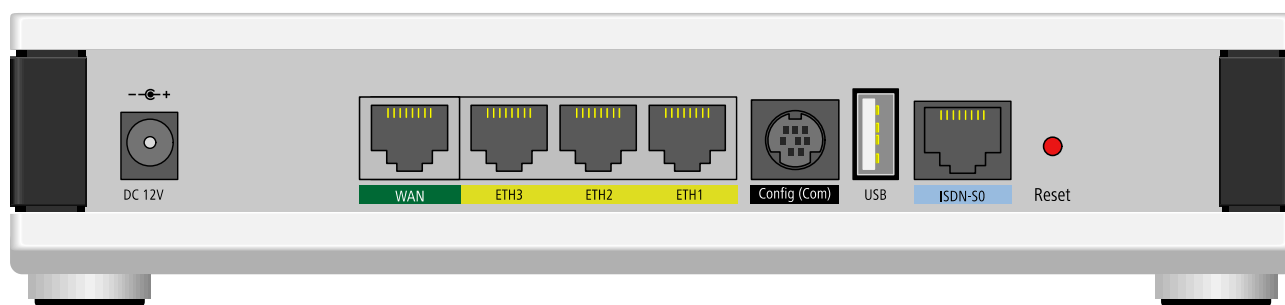 DC 12V
WAN
ETH3
ETH2
ETH1
Config (Com)
USB
ISDN-S0
Reset